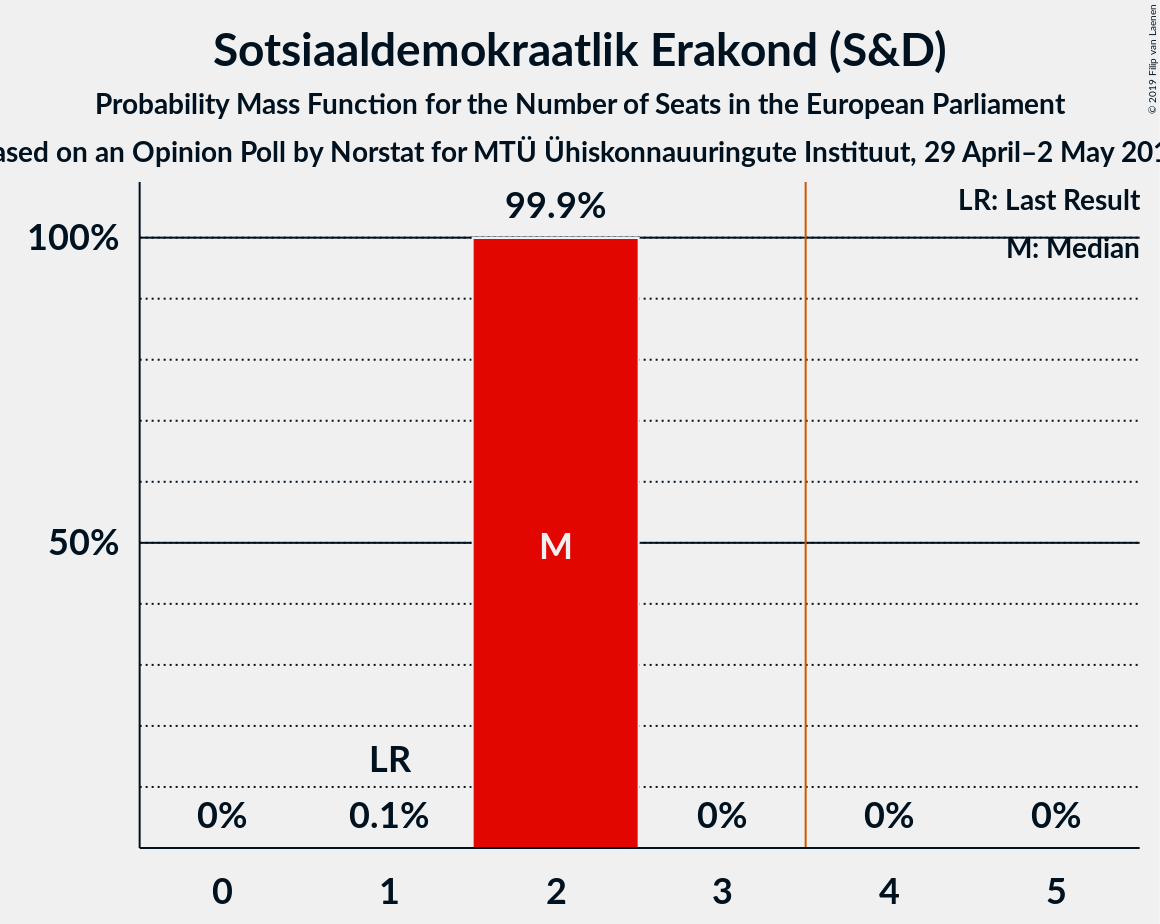 Sotsiaaldemokraatlik Erakond (S&D)
Probability Mass Function for the Number of Seats in the European Parliament
on an Opinion Poll by Norstat for MTÜ Ühiskonnauuringute Instituut, 29 April–2 May
© 2019 Filip van Laenen
LR: Last Result
M: Median
99.9%
100%
50%
M
LR
0%
0.1%
0%
0%
0%
0
1
2
3
4
5